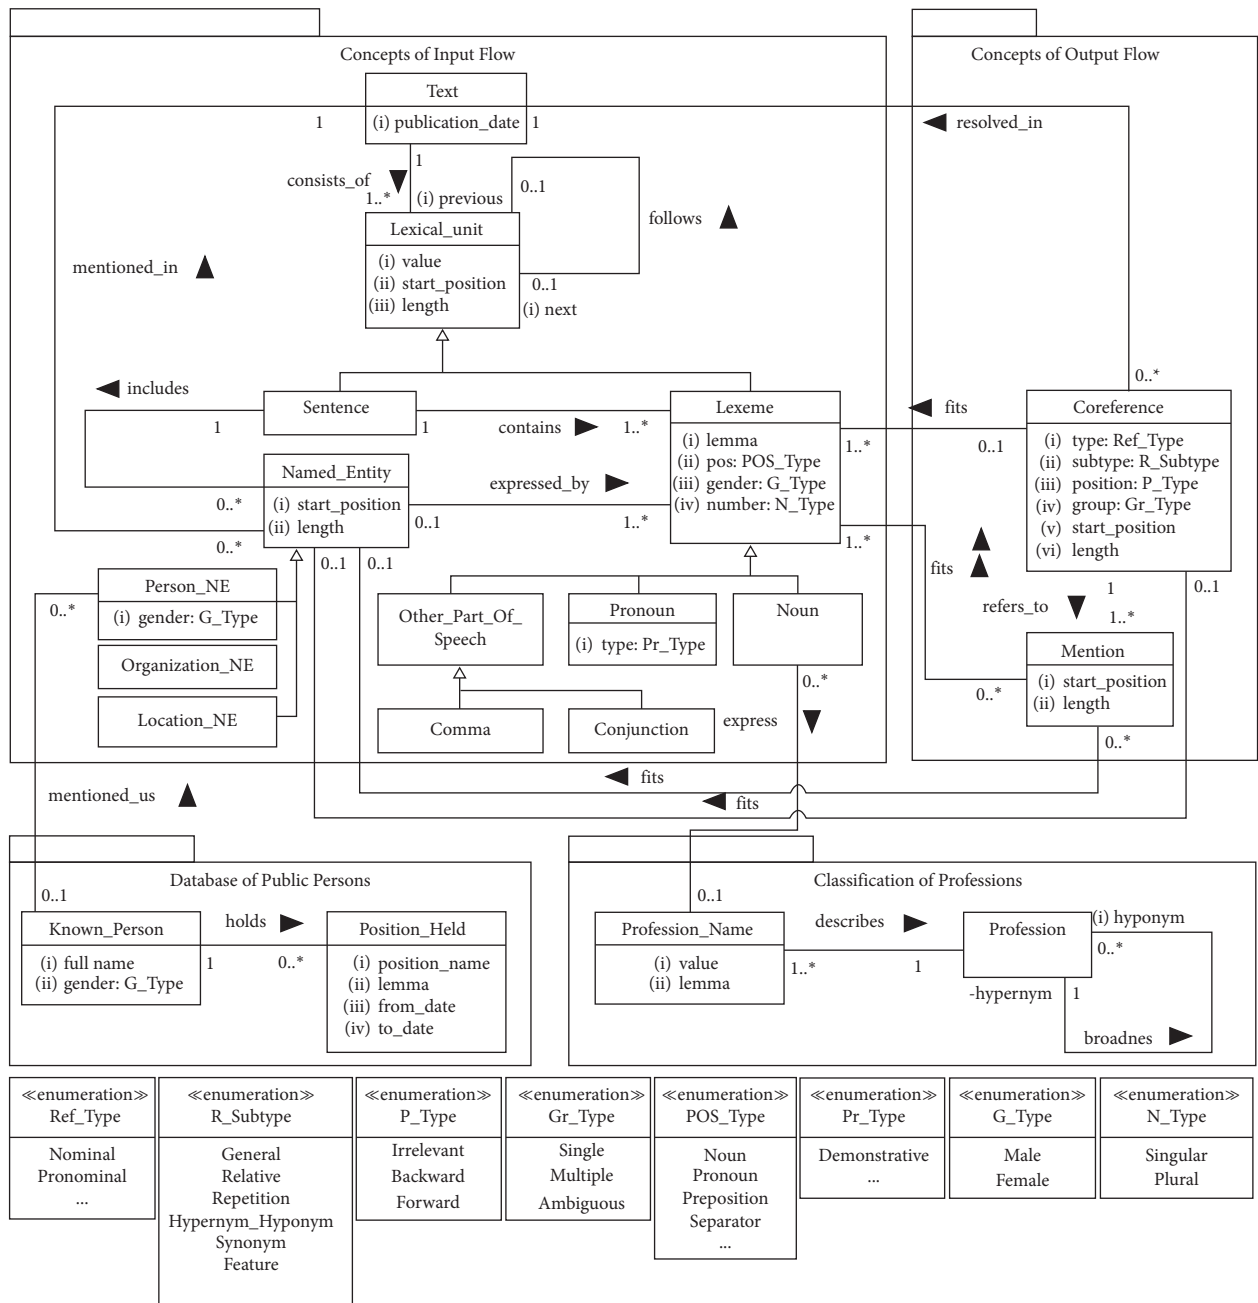 Concepts of Input Flow
Concepts of Output Flow
Text
(i) publication_date
1
1
resolved_in
1
consists_of
1..*
(i) previous
0..1
follows
Lexical_unit
(i) value
(ii) start_position
(iii) length
0..1
(i) next
mentioned_in
includes
Sentence
1
1
contains
1..*
Lexeme
(i) lemma
(ii) pos: POS_Type
(iii) gender: G_Type
(iv) number: N_Type
fits
1..*
0..1
0..*
Coreference
(i) type: Ref_Type
(ii) subtype: R_Subtype
(iii) position: P_Type
(iv) group: Gr_Type
(v) start_position
(vi) length
Named_Entity
(i) start_position
(ii) length
0..*
0..*
0..1
0..1
0..1
expressed_by
1..*
1..*
fits
refers_to
1
1..*
0..1
Person_NE
(i) gender: G_Type
0..*
Organization_NE
Location_NE
Other_Part_Of_
Speech
Pronoun
(i) type: Pr_Type
Noun
0..*
Comma
Conjunction
express
Mention
(i) start_position
(ii) length
0..*
0..*
fits
fits
mentioned_us
Database of Public Persons
0..1
Known_Person
(i) full name
(ii) gender: G_Type
holds
1
0..*
Position_Held
(i) position_name
(ii) lemma
(iii) from_date
(iv) to_date
Classification of Professions
0..1
Profession_Name
(i) value
(ii) lemma
describes
1..*
1
Profession
(i) hyponym
0..*
-hypernym
1
broadnes
≪enumeration≫
Ref_Type
Nominal
Pronominal
...
≪enumeration≫
R_Subtype
General
Relative
Repetition
Hypernym_Hyponym
Synonym
Feature
≪enumeration≫
P_Type
Irrelevant
Backward
Forward
≪enumeration≫
Gr_Type
Single
Multiple
Ambiguous
≪enumeration≫
POS_Type
Noun
Pronoun
Preposition
Separator
...
≪enumeration≫
Pr_Type
Demonstrative
...
≪enumeration≫
G_Type
Male
Female
≪enumeration≫
N_Type
Singular
Plural